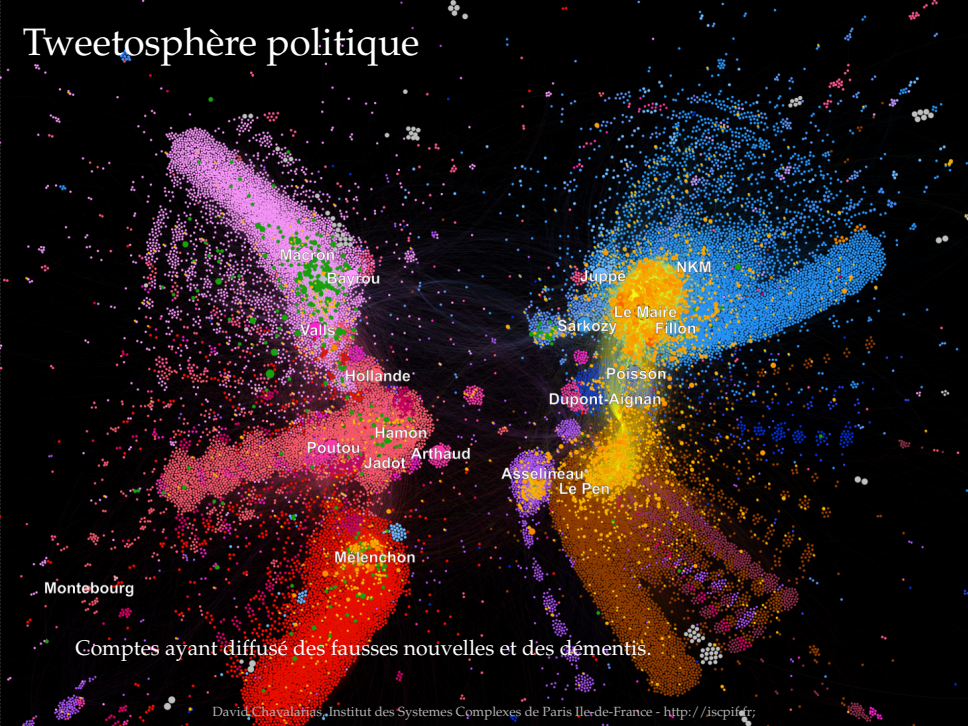 Tweetosphère politique
Macron
Bayrou
Valls
Hollande
Hamon
Poutou
Arthaud
Jadot
Mélenchon
Montebourg
Juppé
NKM
Le Maire
Sarkozy
Fillon
Poisson
Dupont-Aignan
Asselineau
Le Pen
Comptes ayant diffusé des fausses nouvelles et des démentis.
David Chavalarias, Institut des Systemes Complexes de Paris Ile-de-France - http://iscpif.fr;